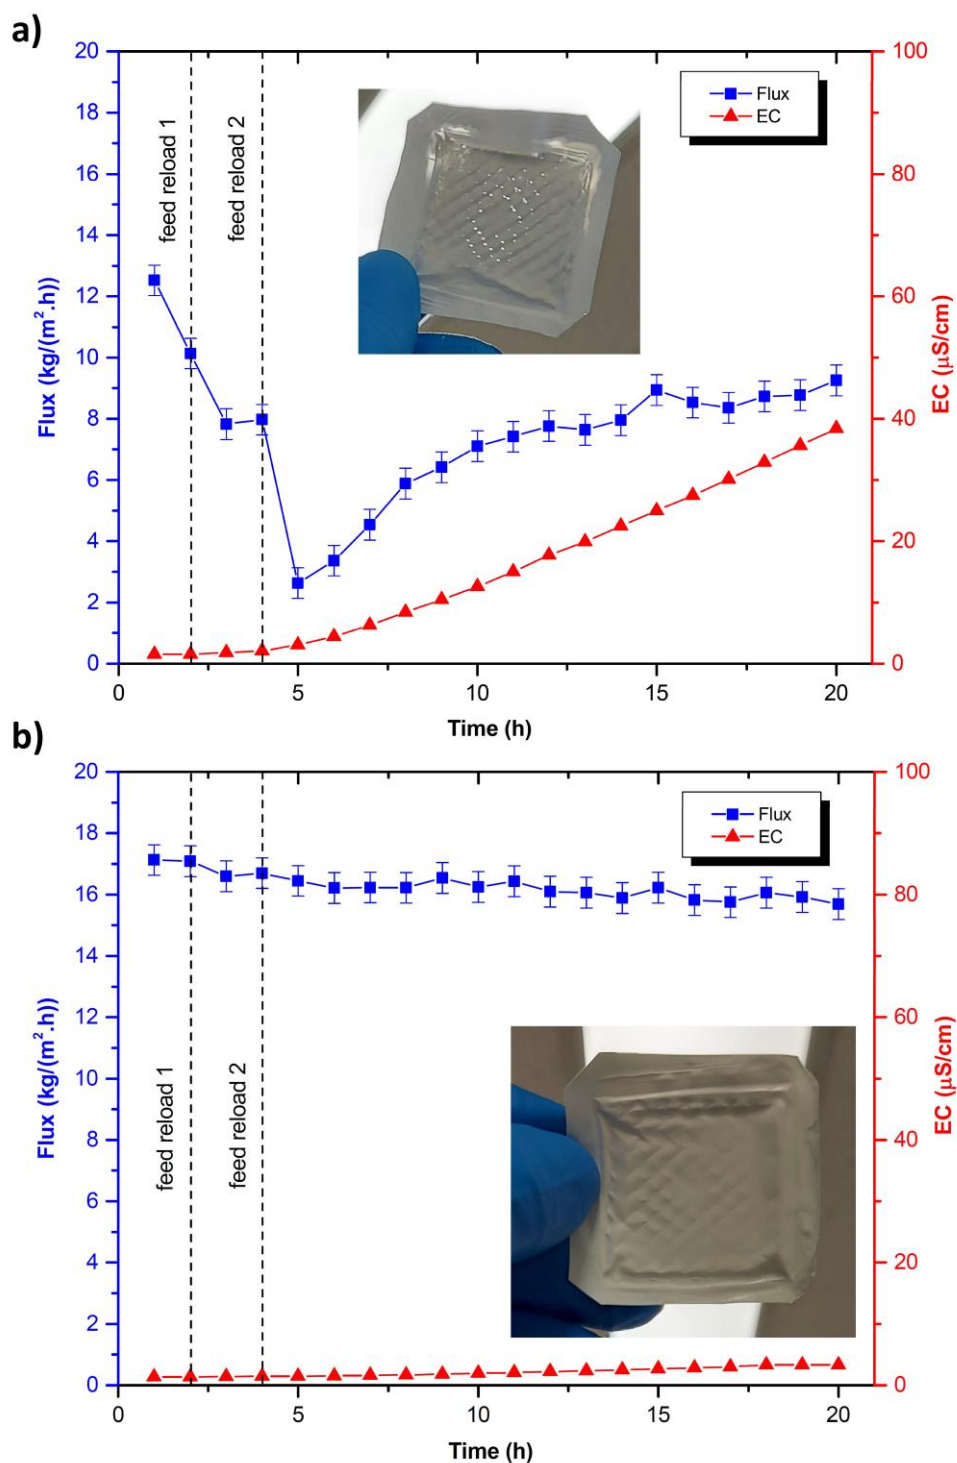 a)
20
18
16
14
12
10
8
6
4
2
0
Flux (kg/(m².h))
feed reload 1
feed reload 2
Flux
EC
100
80
60
40
20
0
EC (μS/cm)
0
5
10
15
20
Time (h)
b)
20
18
16
14
12
10
8
6
4
2
0
Flux (kg/(m².h))
feed reload 1
feed reload 2
Flux
EC
100
80
60
40
20
0
EC (μS/cm)
0
5
10
15
20
Time (h)